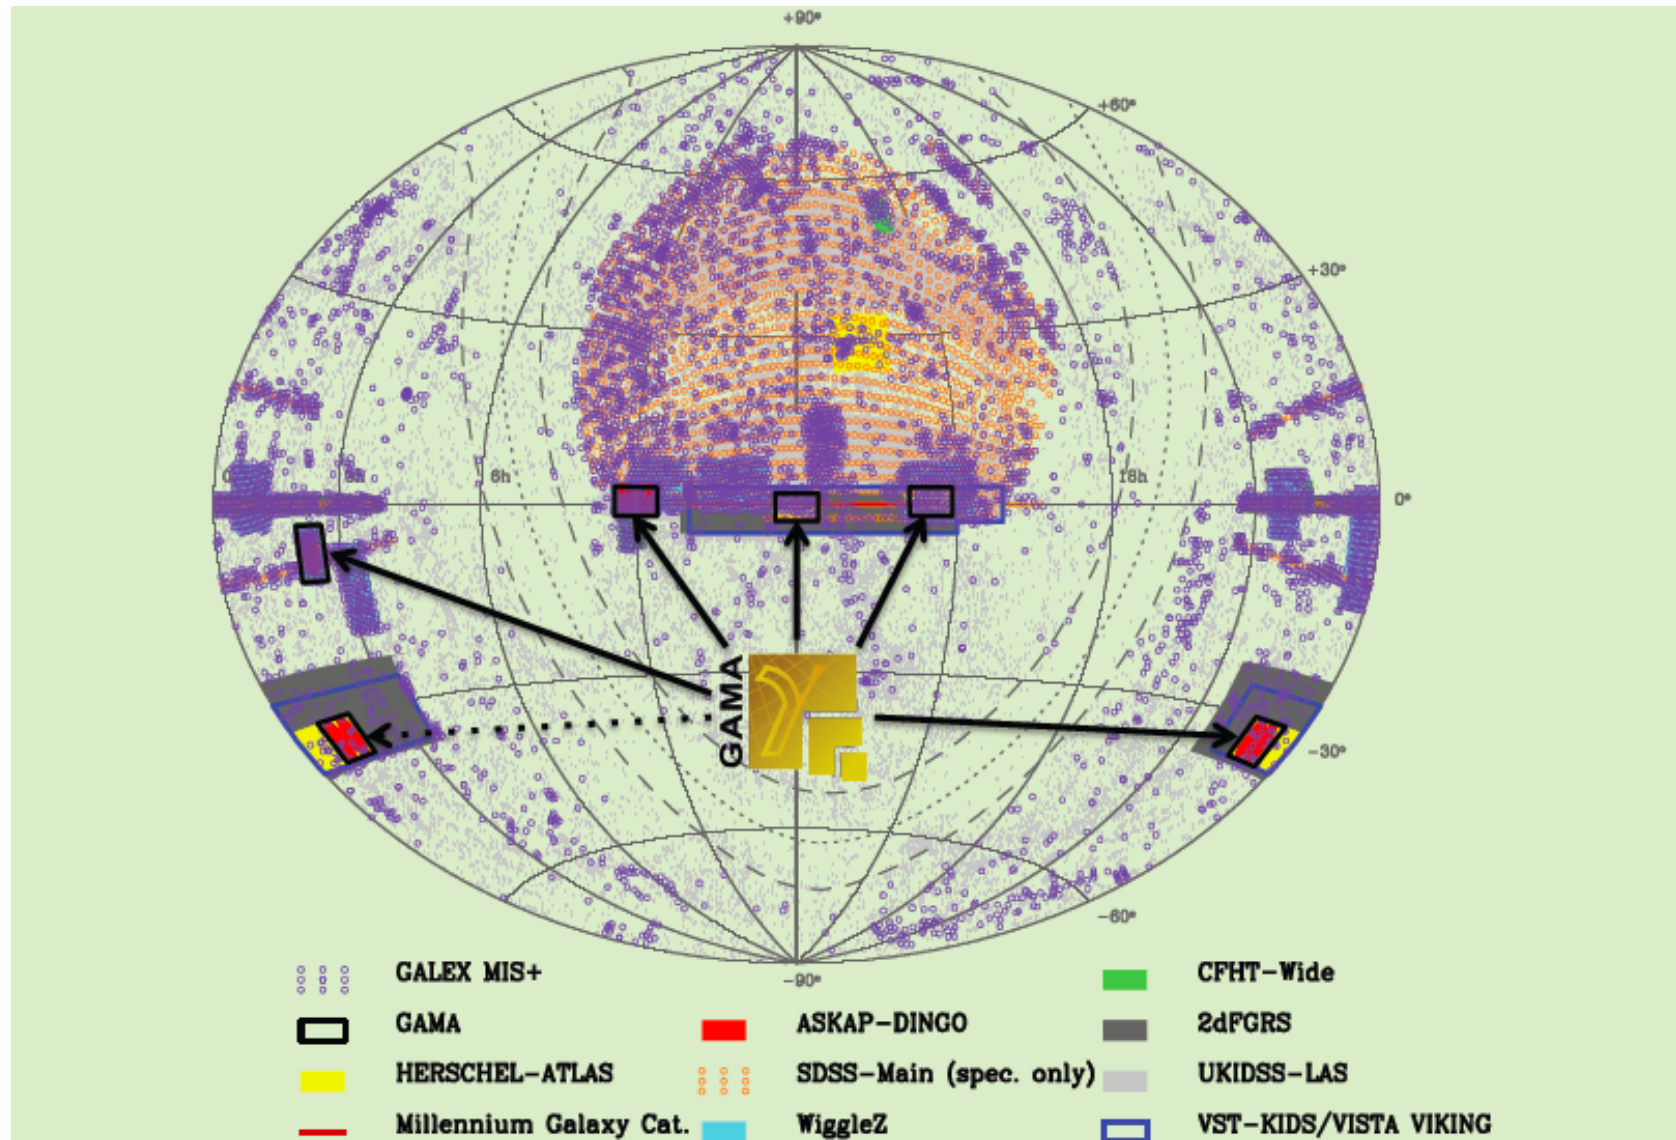 +90°
+60°
+30°
6h
18h
0°
GAMA
-30°
-60°
-90°
GALEX MIS+
CFHT-Wide
GAMA
ASKAP-DINGO
2dFGRS
HERSCHEL-ATLAS
SDSS-Main (spec. only)
UKIDSS-LAS
Millennium Galaxy Cat.
WiggleZ
VST-KIDS/VISTA VIKING